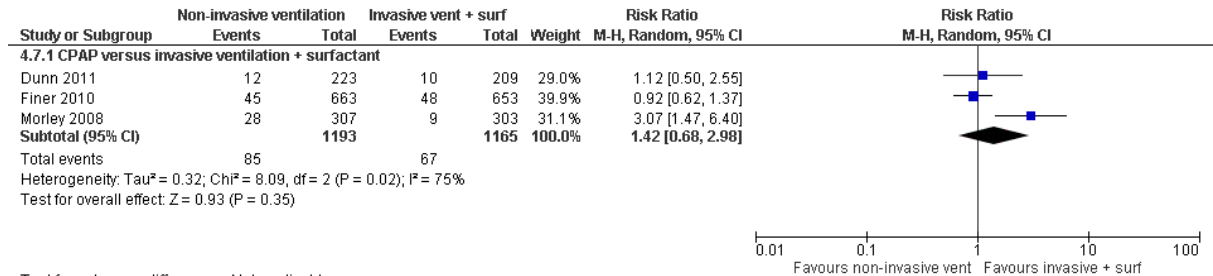 Non-invasive ventilation Invasive vent + surf Risk Ratio Risk Ratio
Study or Subgroup Events Total Events Total Weight M-H, Random, 95% CI M-H, Random, 95% CI
4.7.1 CPAP versus invasive ventilation + surfactant
Dunn 2011 12 223 10 209 29.0% 1.12 [0.50, 2.55]
Finer 2010 45 663 48 653 39.9% 0.92 [0.62, 1.37]
Morley 2008 28 307 9 303 31.1% 3.07 [1.47, 6.40]
Subtotal (95% CI) 1193 1165 100.0% 1.42 [0.68, 2.98]
Total events 85 67
Heterogeneity: Tau² = 0.32; Chi² = 8.09, df = 2 (P = 0.02); I² = 75%
Test for overall effect: Z = 0.93 (P = 0.35)
0.01 0.1 1 10 100
Favours non-invasive vent Favours invasive + surf